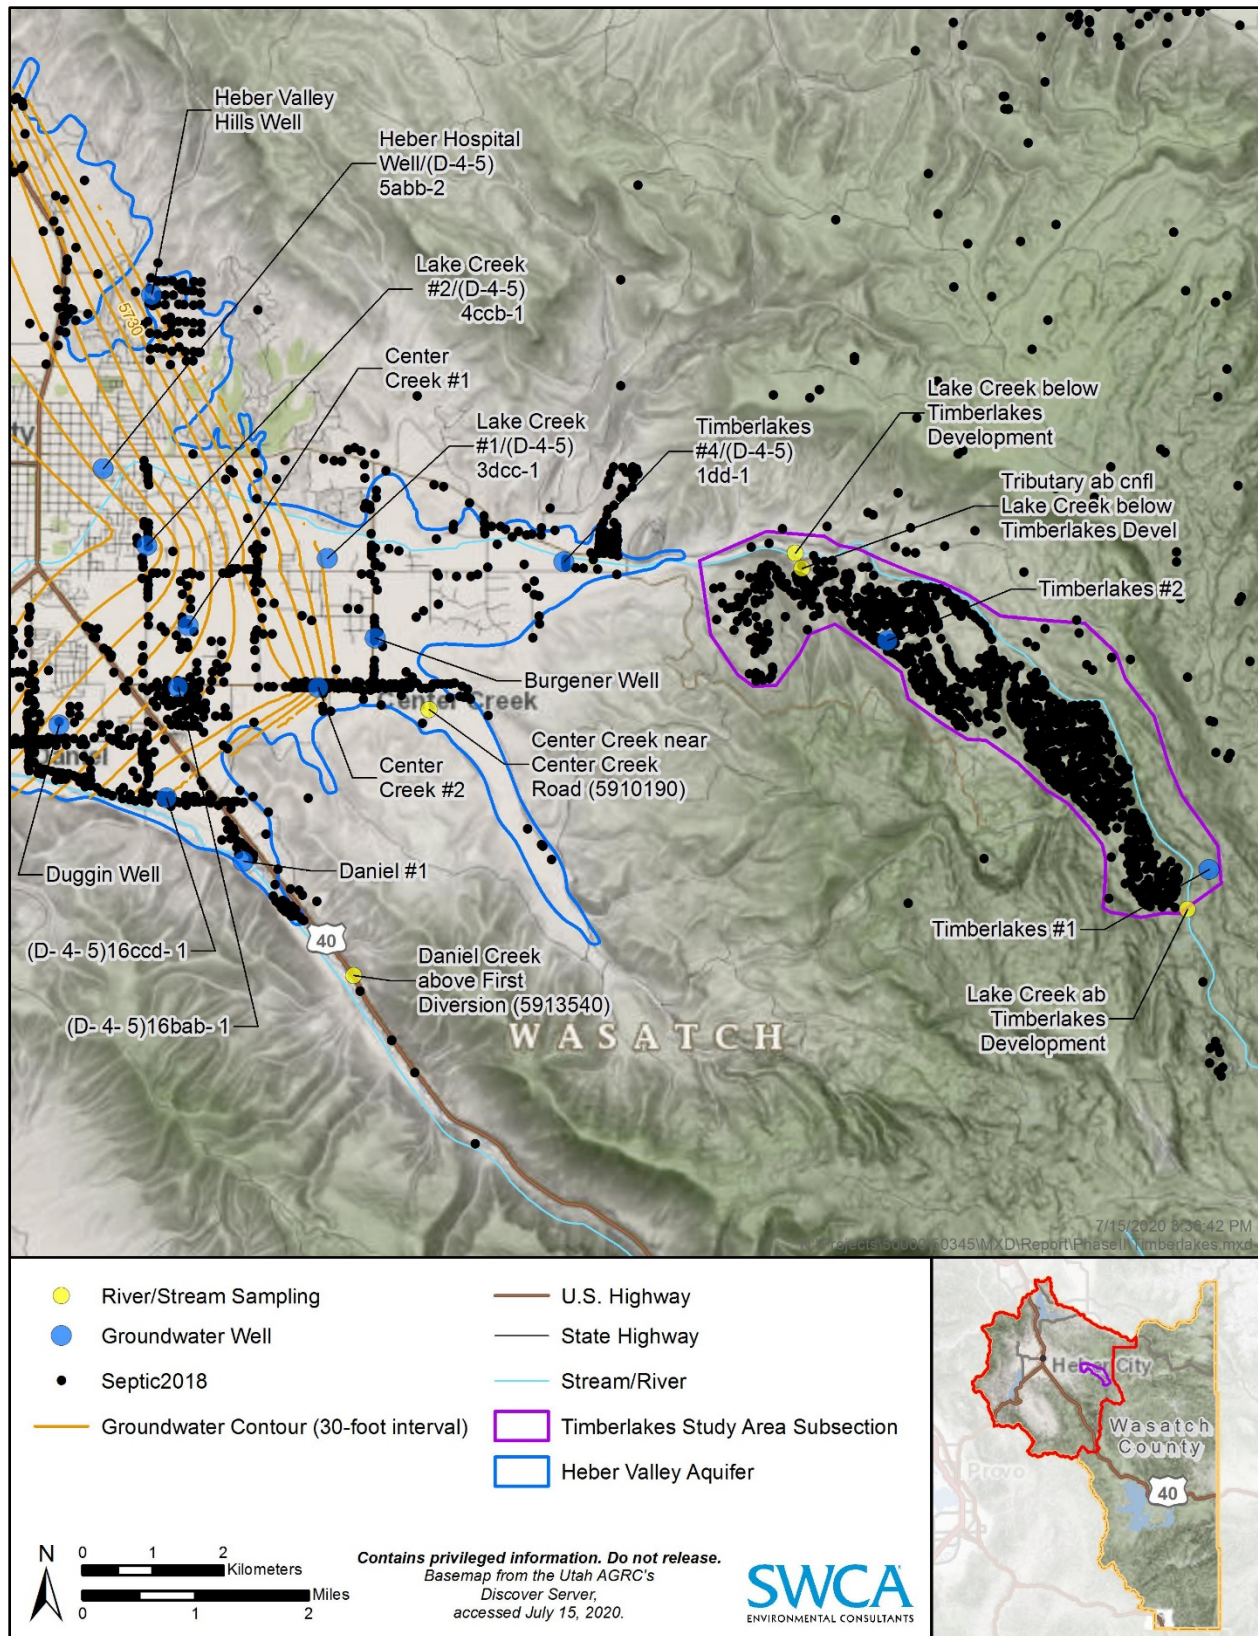 Heber Valley
Hills Well
Heber Hospital
Well/(D-4-5)
5abb-2
Lake Creek
#2/(D-4-5)
4ccb-1
5730
Center
Creek #1
Lake Creek
#1/(D-4-5)
3dcc-1
Timberlakes
#4/(D-4-5)
1dd-1
Lake Creek below
Timberlakes
Development
Tributary ab cnfl
Lake Creek below
Timberlakes Devel
Timberlakes #2
Burgener Well
Center Creek
Center Creek near
Center Creek
Road (5910190)
Center
Creek #2
Duggin Well
Daniel #1
(D- 4- 5)16ccd- 1
40
Daniel Creek
above First
Diversion (5913540)
(D- 4- 5)16bab- 1
Timberlakes #1
Lake Creek ab
Timberlakes
Development
WASATCH
7/15/2020 3:36:42 PM
River/Stream Sampling
Groundwater Well
Septic2018
Groundwater Contour (30-foot interval)
U.S. Highway
State Highway
Stream/River
Timberlakes Study Area Subsection
Heber Valley Aquifer
N
0 1 2
Kilometers
Miles
0 1 2
Contains privileged information. Do not release.
Basemap from the Utah AGRC's
Discover Server,
accessed July 15, 2020.
SWCA
ENVIRONMENTAL CONSULTANTS
Heber City
Wasatch
County
Provo
40